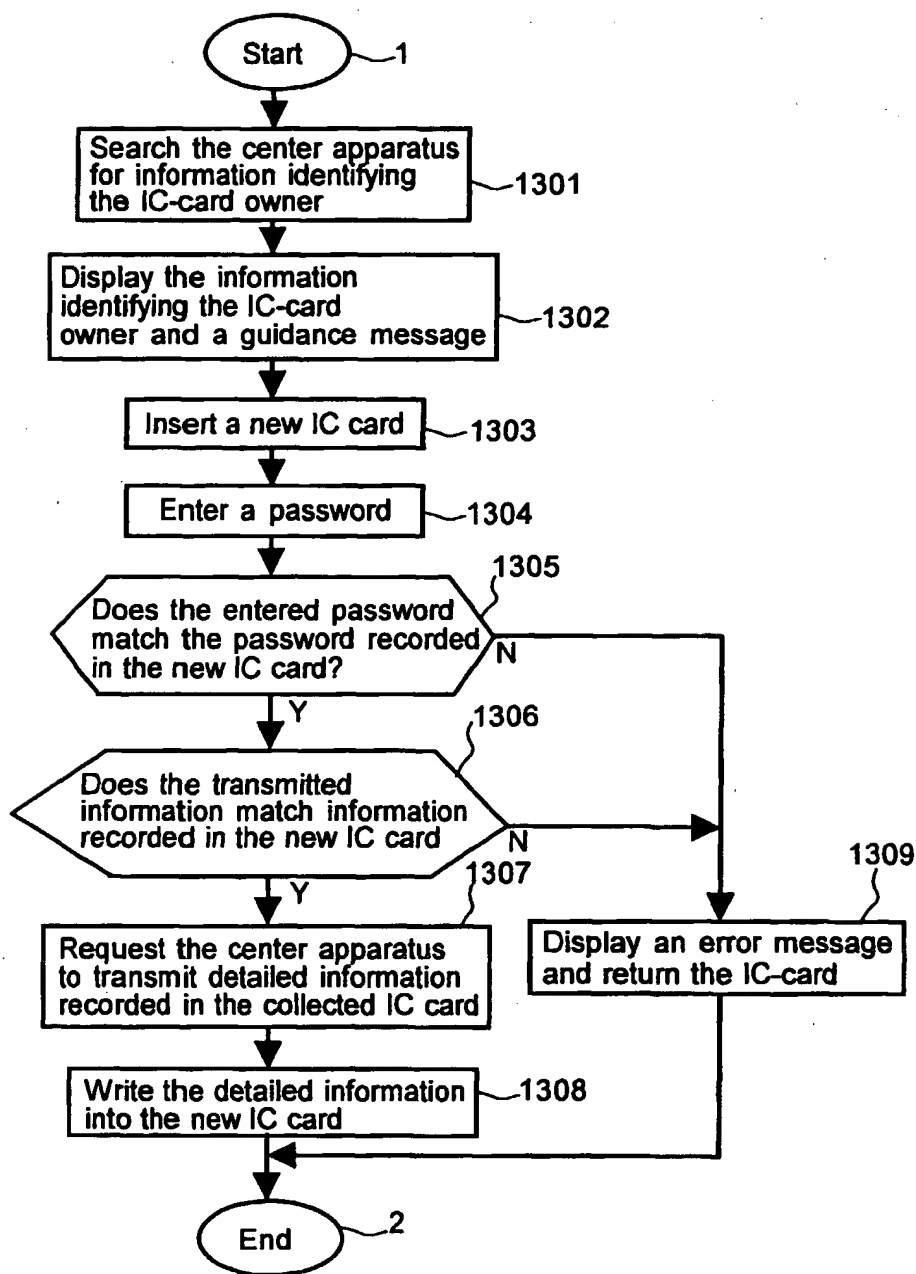 Start
1
Search the center apparatus
for information identifying
the IC-card owner
1301
Display the information
identifying the IC-card
owner and a guidance message
1302
Insert a new IC card
1303
Enter a password
1304
1305
Does the entered password
match the password recorded
in the new IC card?
N
Y
1306
Does the transmitted
information match information
recorded in the new IC card
N
Y
1307
Request the center apparatus
to transmit detailed information
recorded in the collected IC card
1309
Display an error message
and return the IC-card
Write the detailed information
into the new IC card
1308
End
2